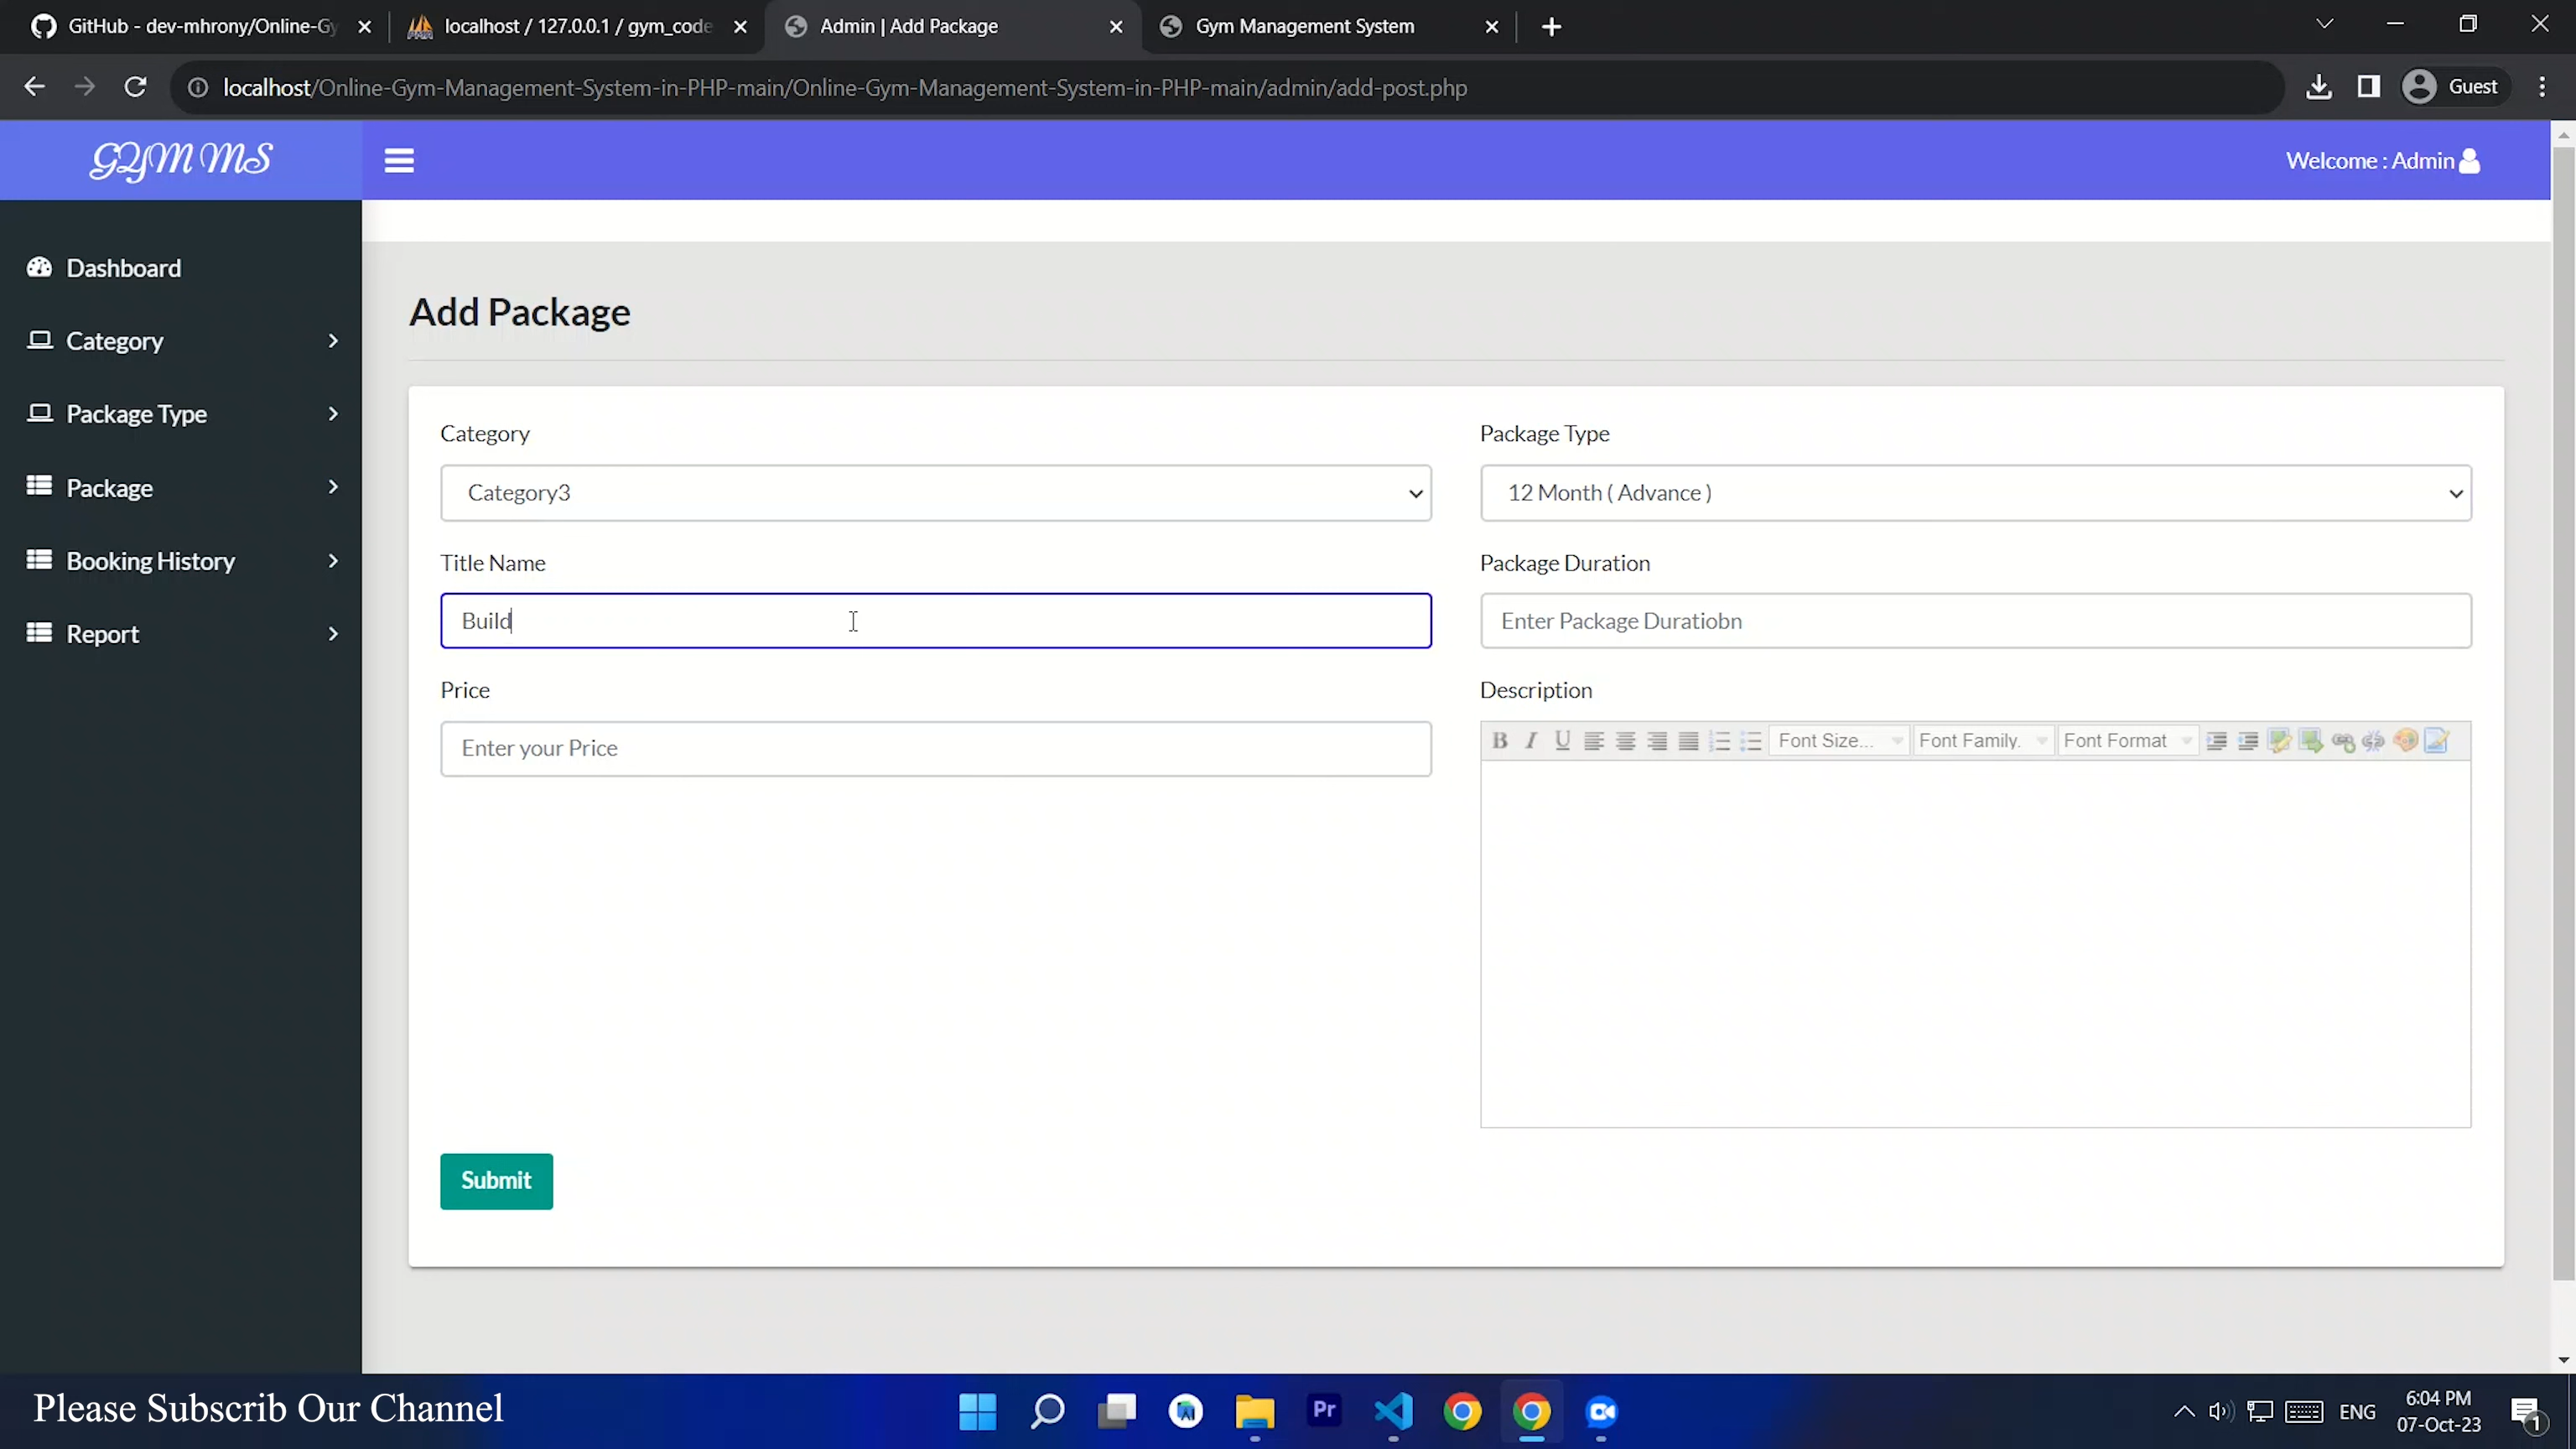 GitHub - dev-mhrony/Online-Gy
localhost / 127.0.0.1 / gym_code
Admin | Add Package
Gym Management System
localhost/Online-Gym-Management-System-in-PHP-main/Online-Gym-Management-System-in-PHP-main/admin/add-post.php
Guest
GYM MS
Welcome : Admin
Dashboard
Category
Package Type
Package
Booking History
Report
Add Package
Category
Category3
Package Type
12 Month ( Advance )
Title Name
Build
Package Duration
Enter Package Duratiobn
Price
Enter your Price
Description
B I U Font Size... Font Family. Font Format
Submit
Please Subscrib Our Channel
Pr
ENG
6:04 PM
07-Oct-23
1